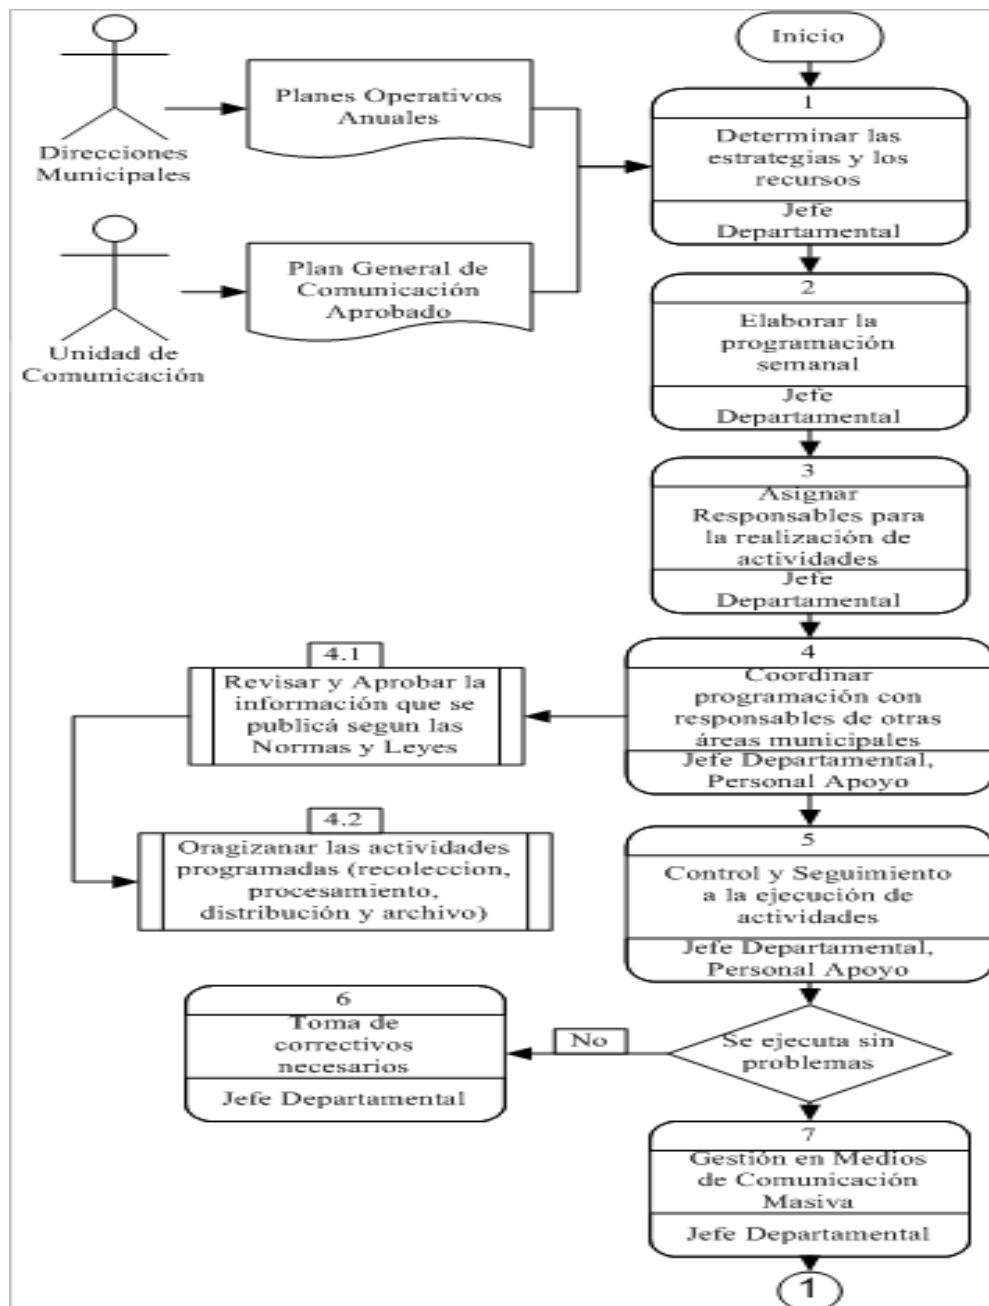 Inicio
Planes Operativos
Anuales
Direcciones
Municipales
1
Determinar las
estrategias y los
recursos
Jefe
Departamental
Plan General de
Comunicación
Aprobado
Unidad de
Comunicación
2
Elaborar la
programación
semanal
Jefe
Departamental
3
Asignar
Responsables para
la realización de
actividades
Jefe
Departamental
4
Coordinar
programación con
responsables de otras
áreas municipales
Jefe Departamental,
Personal Apoyo
4.1
Revisar y Aprobar la
información que se
publicá segun las
Normas y Leyes
4.2
Oragizanar las actividades
programadas (recoleccion,
procesamiento,
distribución y archivo)
5
Control y Seguimiento
a la ejecución de
actividades
Jefe Departamental,
Personal Apoyo
Se ejecuta sin
problemas
No
6
Toma de
correctivos
necesarios
Jefe Departamental
7
Gestión en Medios
de Comunicación
Masiva
Jefe Departamental
1